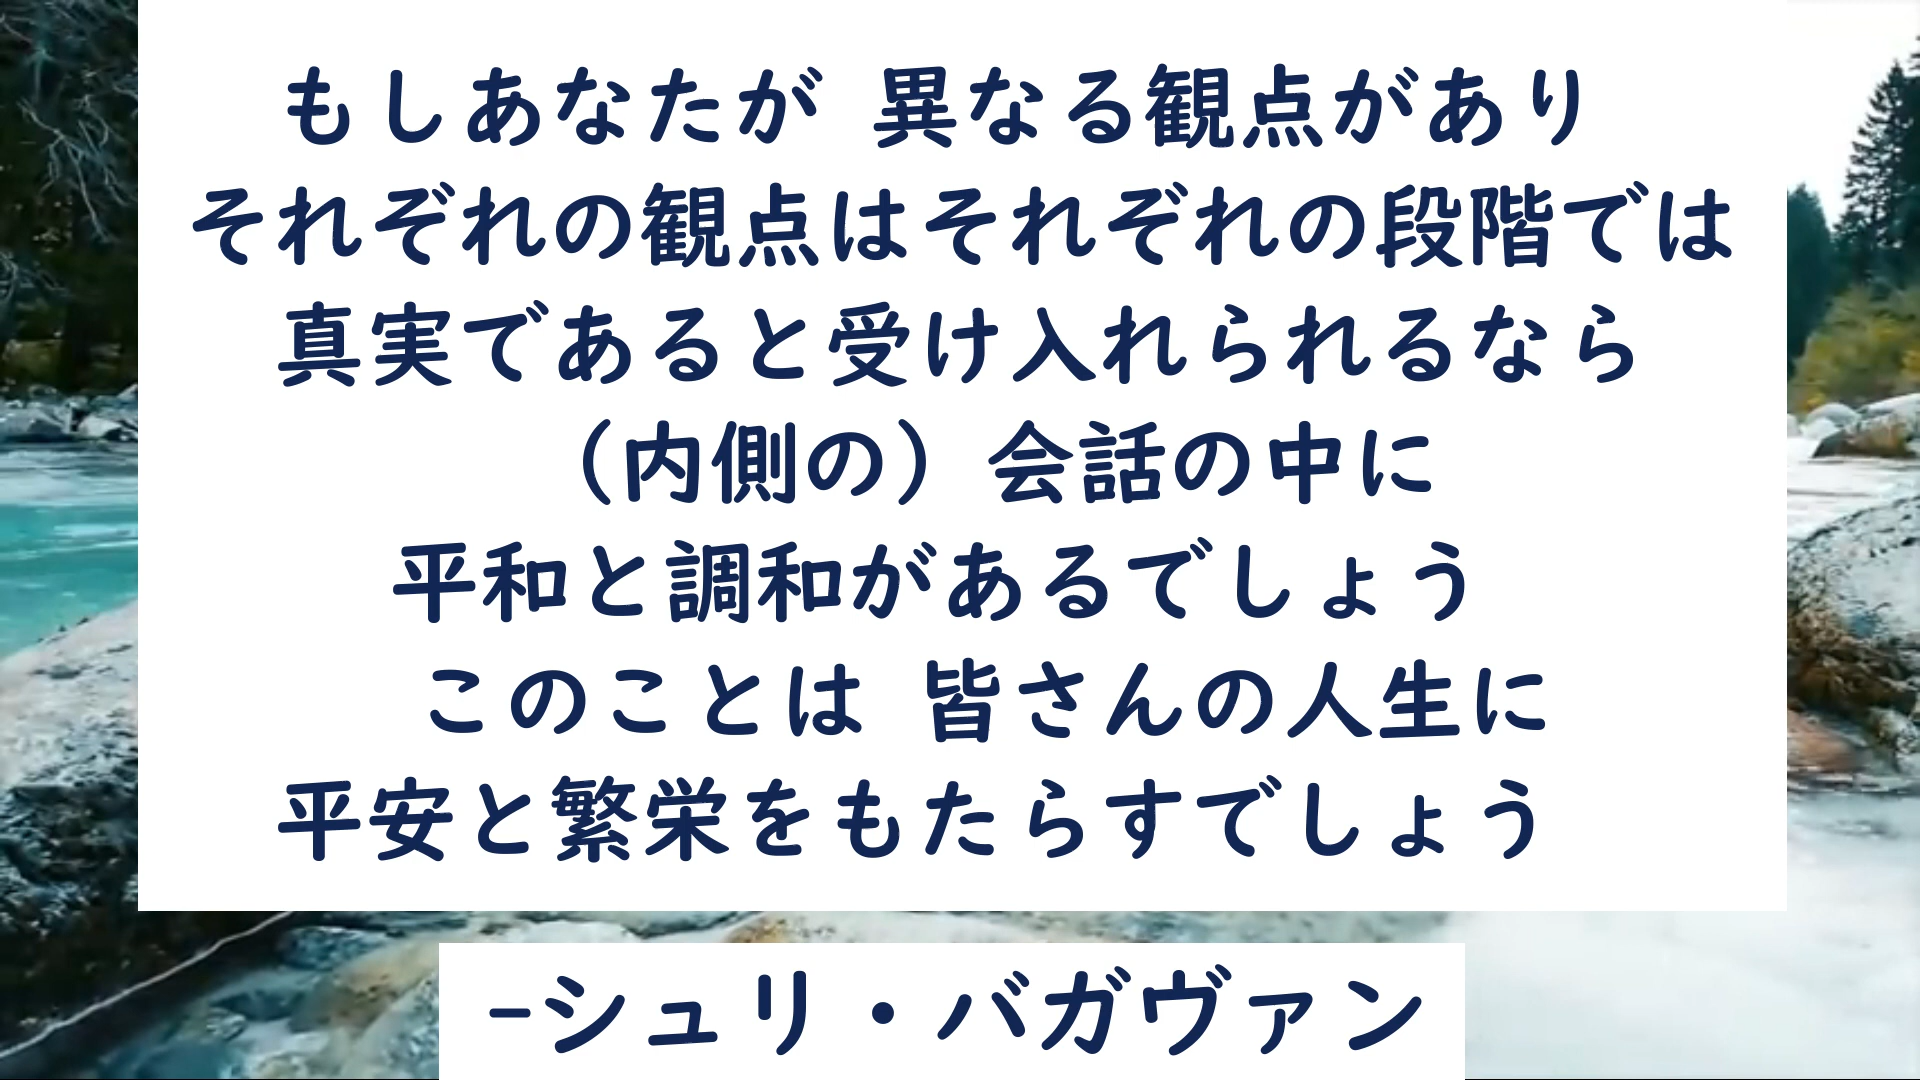 もしあなたが 異なる観点があり
それぞれの観点はそれぞれの段階では
真実であると受け入れられるなら
（内側の）会話の中に
平和と調和があるでしょう
このことは 皆さんの人生に
平安と繁栄をもたらすでしょう
-シュリ・バガヴァン